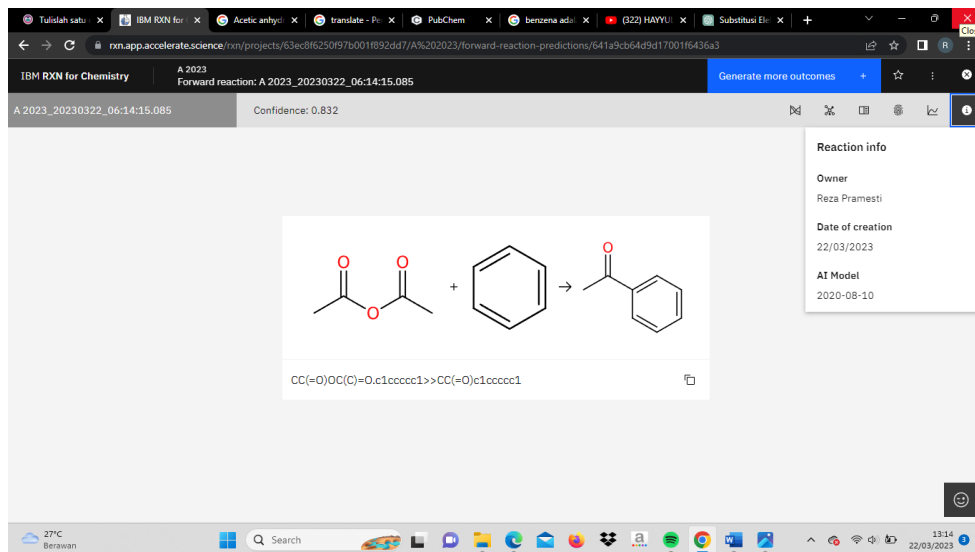 Tulislah satu
IBM RXN for
Acetic anhydr
translate - Pe
PubChem
benzena adal
(322) HAYYU
Substitusi Ele
Clo
rxn.app.accelerate.science/rxn/projects/63ec8f6250f97b001f892dd7/A%202023/forward-reaction-predictions/641a9cb64d9d17001f6436a3
R
IBM RXN for Chemistry
A 2023
Forward reaction: A 2023_20230322_06:14:15.085
Generate more outcomes +
A 2023_20230322_06:14:15.085
Confidence: 0.832
Reaction info
Owner
Reza Pramesti
Date of creation
22/03/2023
AI Model
2020-08-10
O O
O
+
→
O
CC(=O)OC(C)=O.c1ccccc1>>CC(=O)c1ccccc1
27°C
Berawan
Search
13:14
22/03/2023
3